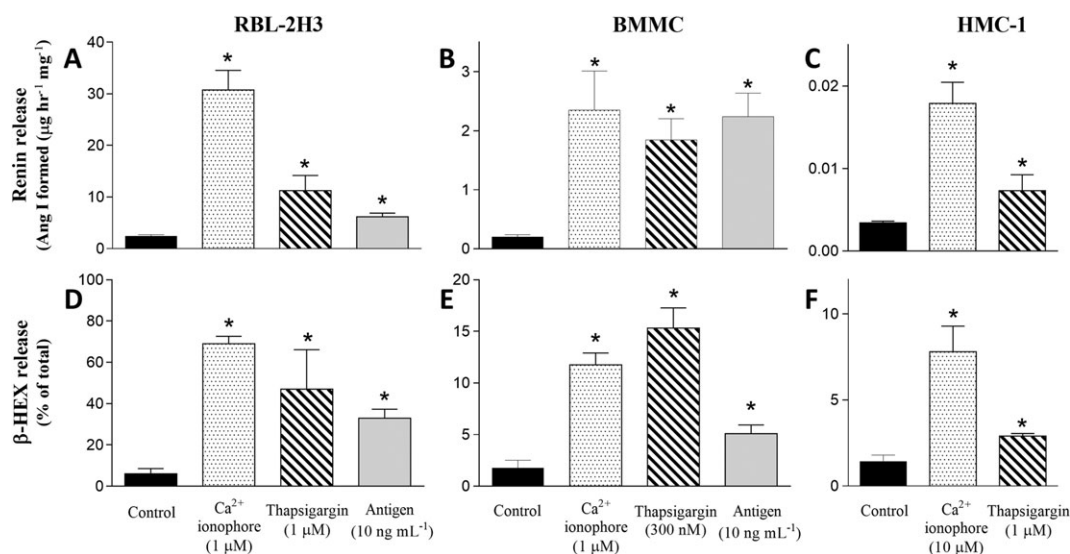 RBL-2H3
BMMC
HMC-1
Renin release
(Ang I formed (μg hr⁻¹ mg⁻¹)
A
40
30
20
10
0
*
*
*
B
3
2
1
0
*
*
*
C
0.02
0.01
0.00
*
*
β-HEX release
(% of total)
D
100
80
60
40
20
0
*
*
*
E
20
15
10
5
0
*
*
*
F
10
5
0
*
*
Control
Ca²⁺
ionophore
(1 μM)
Thapsigargin
(1 μM)
Antigen
(10 ng mL⁻¹)
Control
Ca²⁺
ionophore
(1 μM)
Thapsigargin
(300 nM)
Antigen
(10 ng mL⁻¹)
Control
Ca²⁺
ionophore
(10 μM)
Thapsigargin
(1 μM)